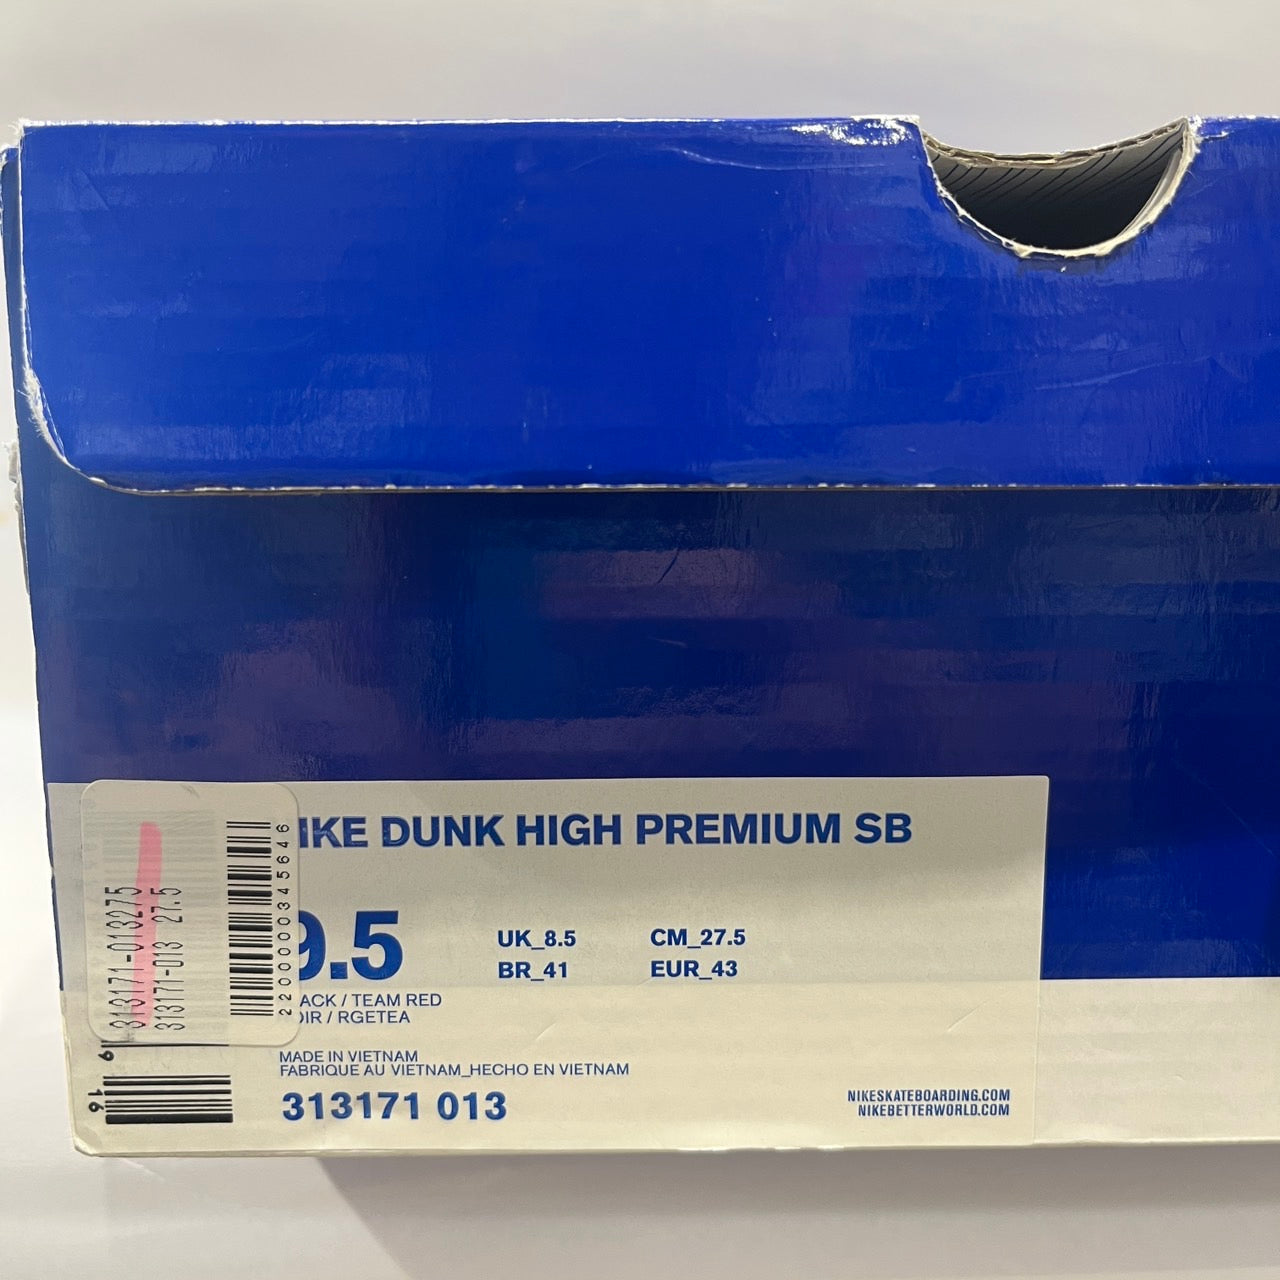 IKE DUNK HIGH PREMIUM SB
9.5
UK_8.5 CM_27.5
BR_41 EUR_43
ACK / TEAM RED
OIR / RGETEA
MADE IN VIETNAM
FABRIQUE AU VIETNAM_HECHO EN VIETNAM
313171 013
NIKESKATEBOARDING.COM
NIKEBETTERWORLD.COM
313171-013275
313171-013 27.5
2200000345646
9
16